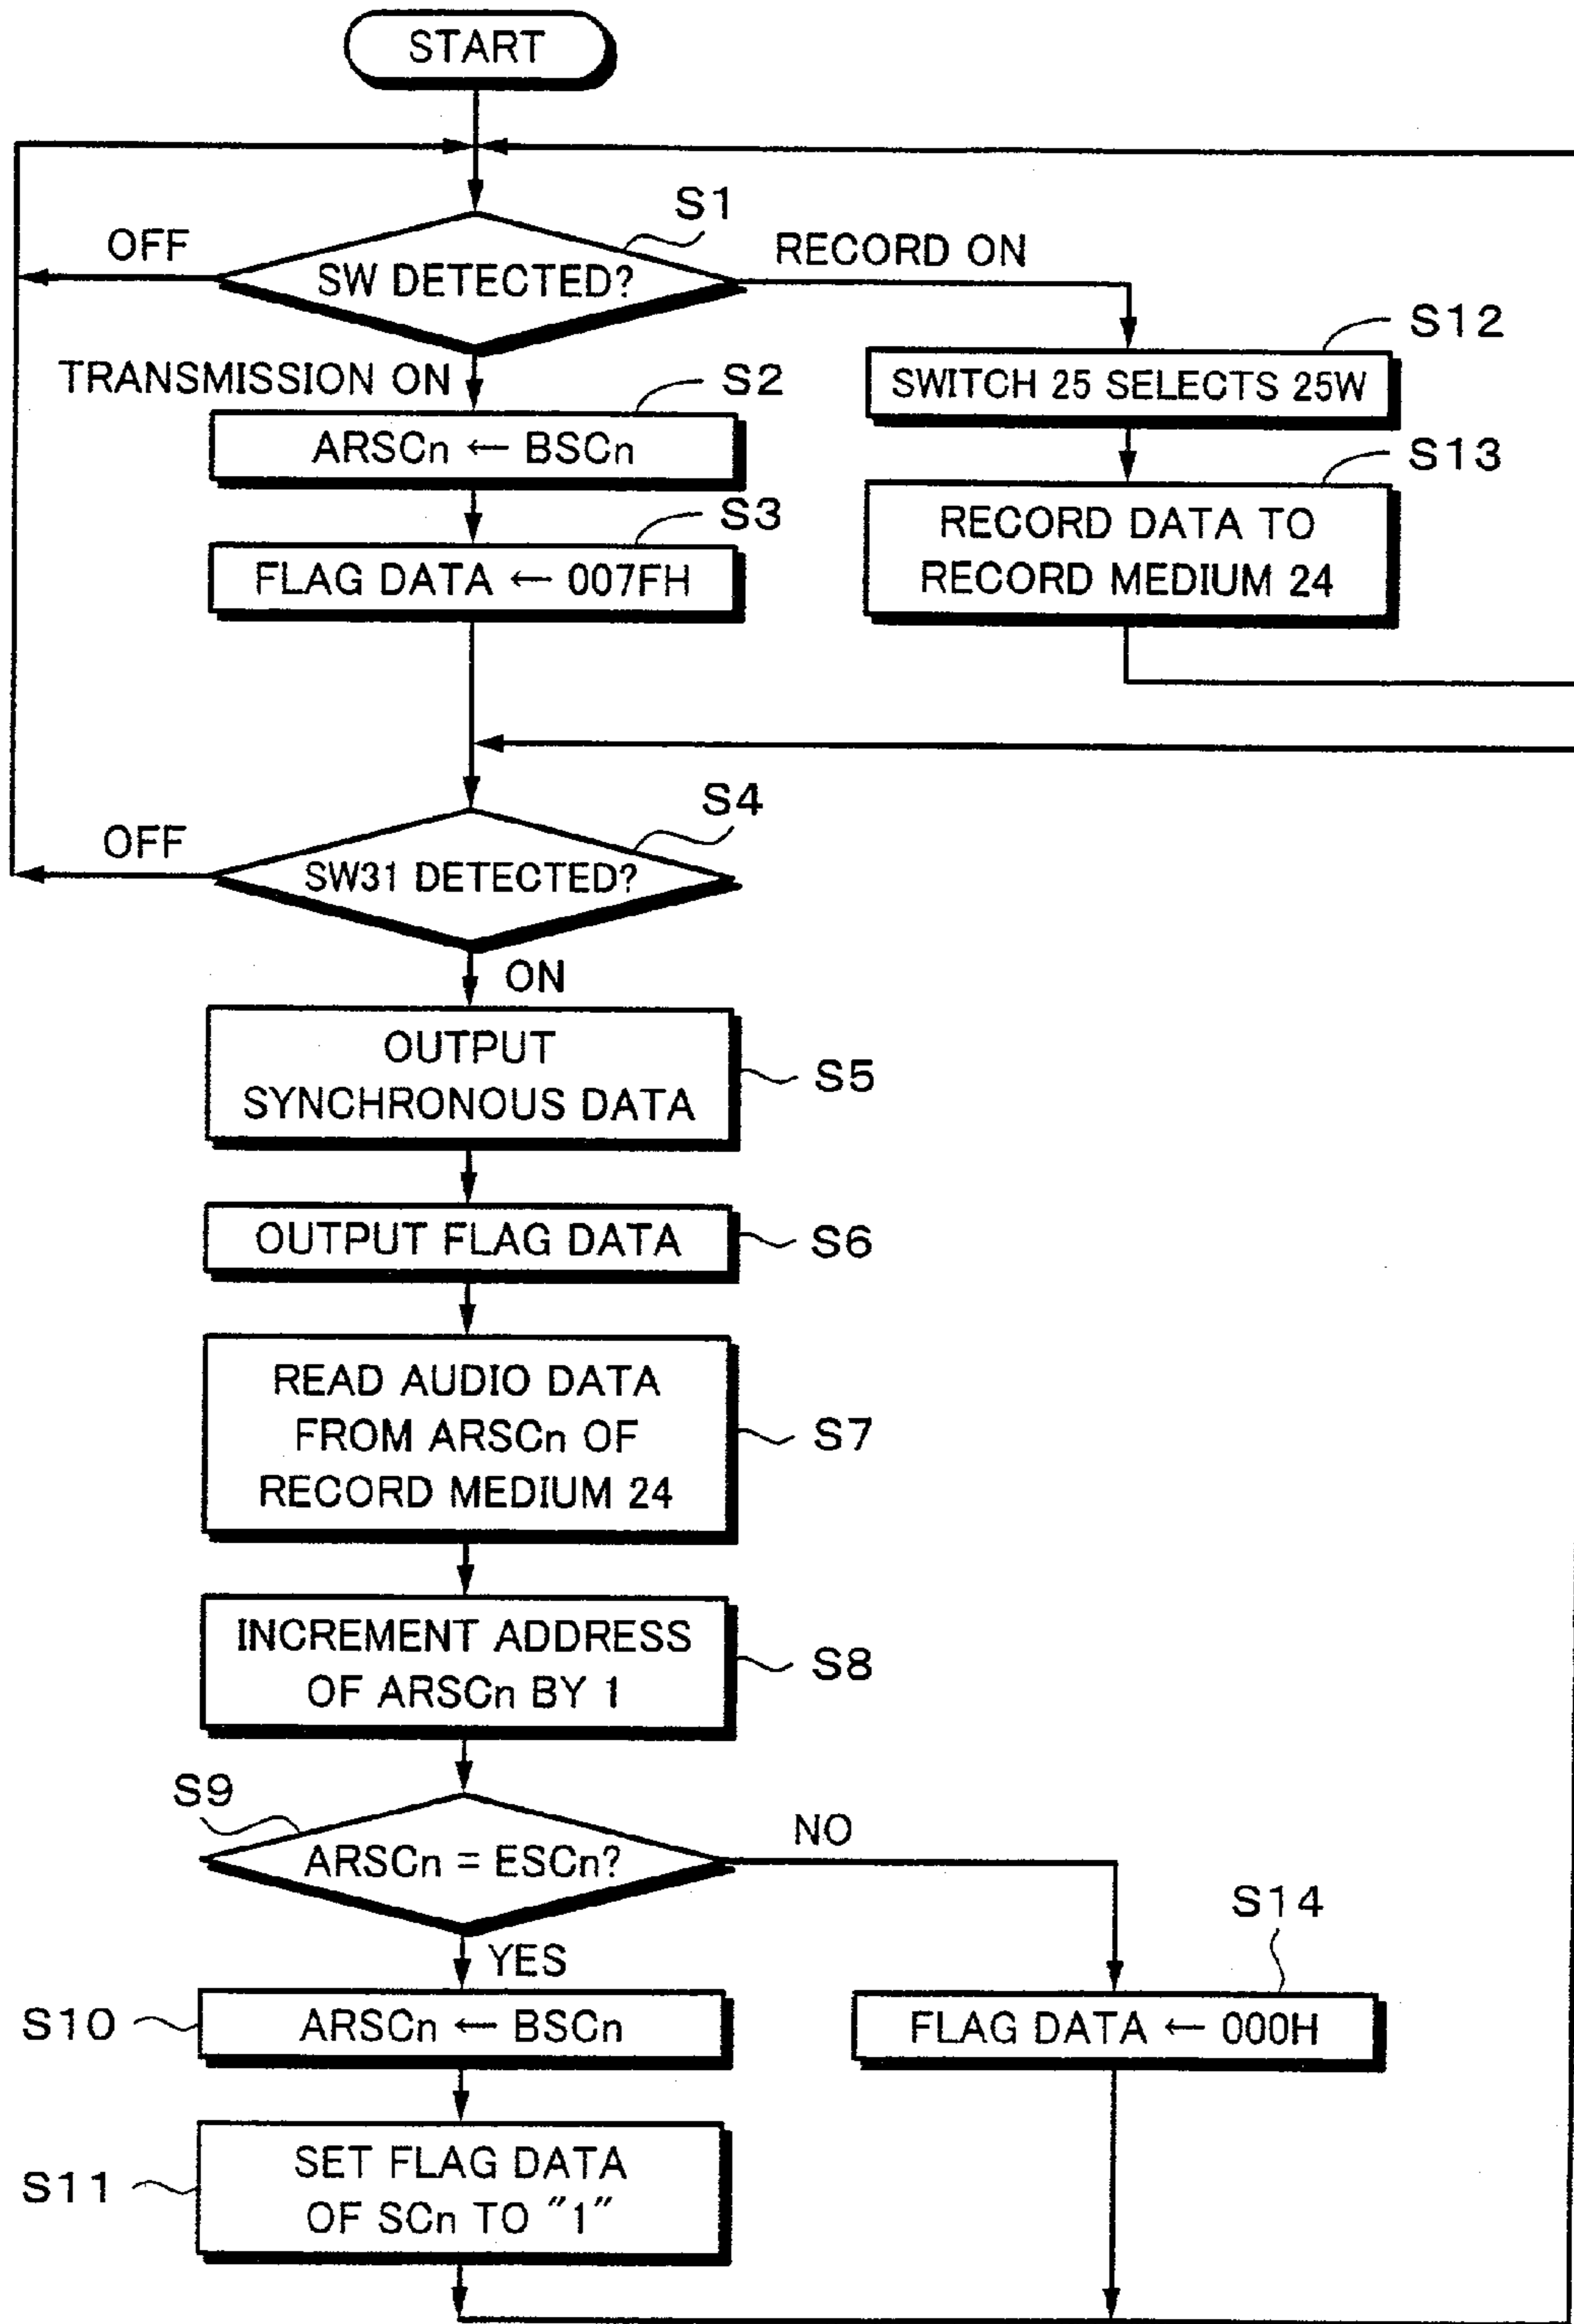 START
S1
OFF
RECORD ON
SW DETECTED?
S12
TRANSMISSION ON
S2
SWITCH 25 SELECTS 25W
ARSCn ← BSCn
S13
S3
RECORD DATA TO
RECORD MEDIUM 24
FLAG DATA ← 007FH
S4
OFF
SW31 DETECTED?
ON
OUTPUT
SYNCHRONOUS DATA
S5
OUTPUT FLAG DATA
S6
READ AUDIO DATA
FROM ARSCn OF
RECORD MEDIUM 24
S7
INCREMENT ADDRESS
OF ARSCn BY 1
S8
S9
NO
ARSCn = ESCn?
S14
YES
S10
ARSCn ← BSCn
FLAG DATA ← 000H
S11
SET FLAG DATA
OF SCn TO "1"